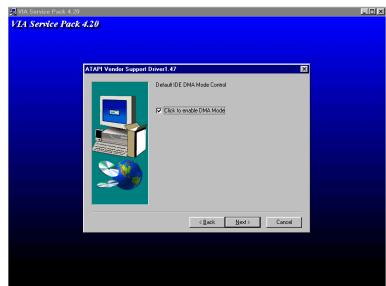 VIA Service Pack 4.20
VIA Service Pack 4.20
ATAPI Vendor Support Driver1.47
Default IDE DMA Mode Control
Click to enable DMA Mode
< Back
Next >
Cancel